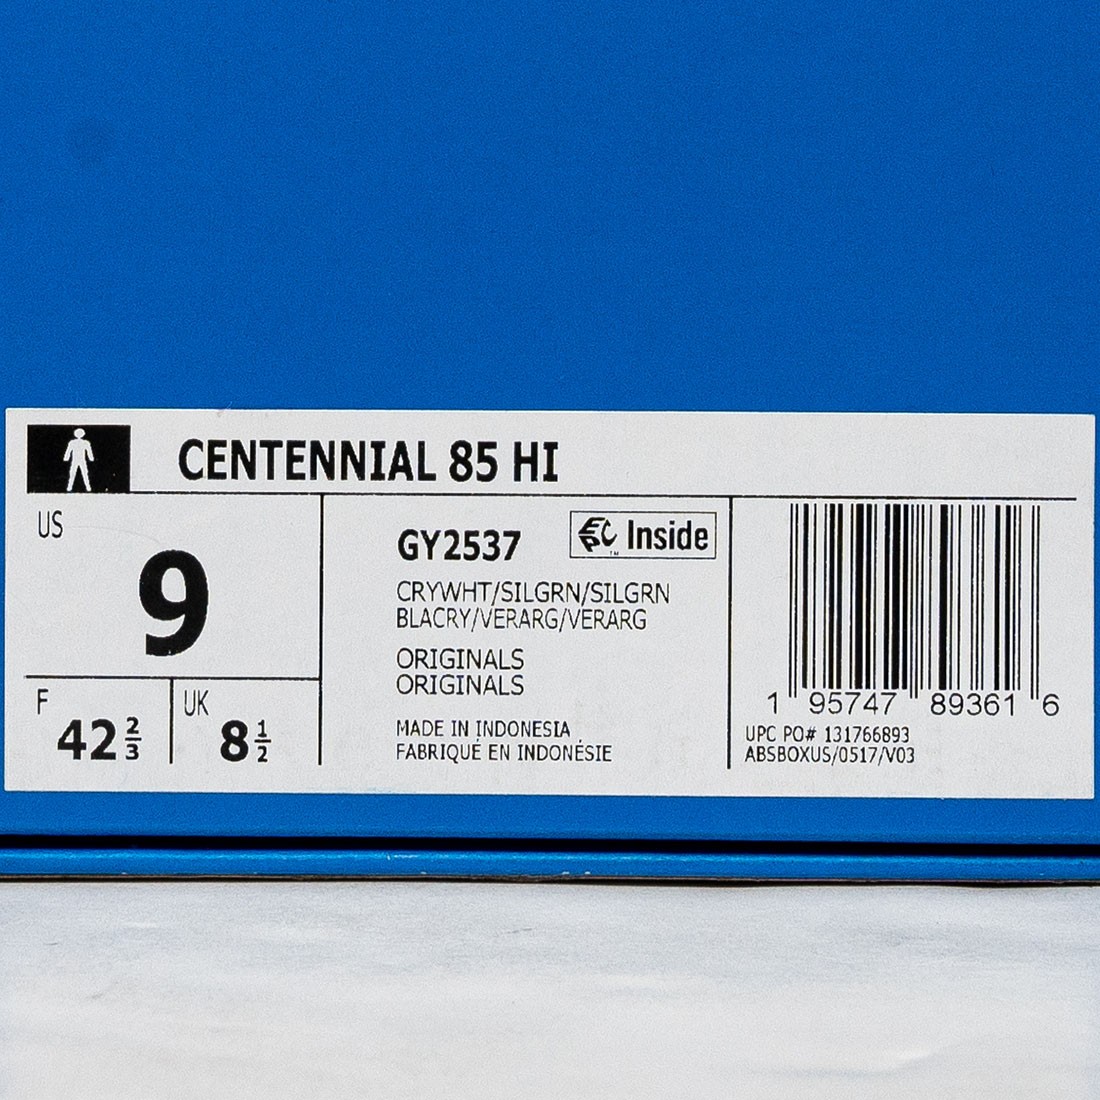 CENTENNIAL 85 HI
US
9
F
42 2/3
UK
8 1/2
GY2537
EPC™ Inside
CRYWHT/SILGRN/SILGRN
BLACRY/VERARG/VERARG
ORIGINALS
ORIGINALS
MADE IN INDONESIA
FABRIQUÉ EN INDONÉSIE
1 95747 89361 6
UPC PO# 131766893
ABSBOXUS/0517/V03